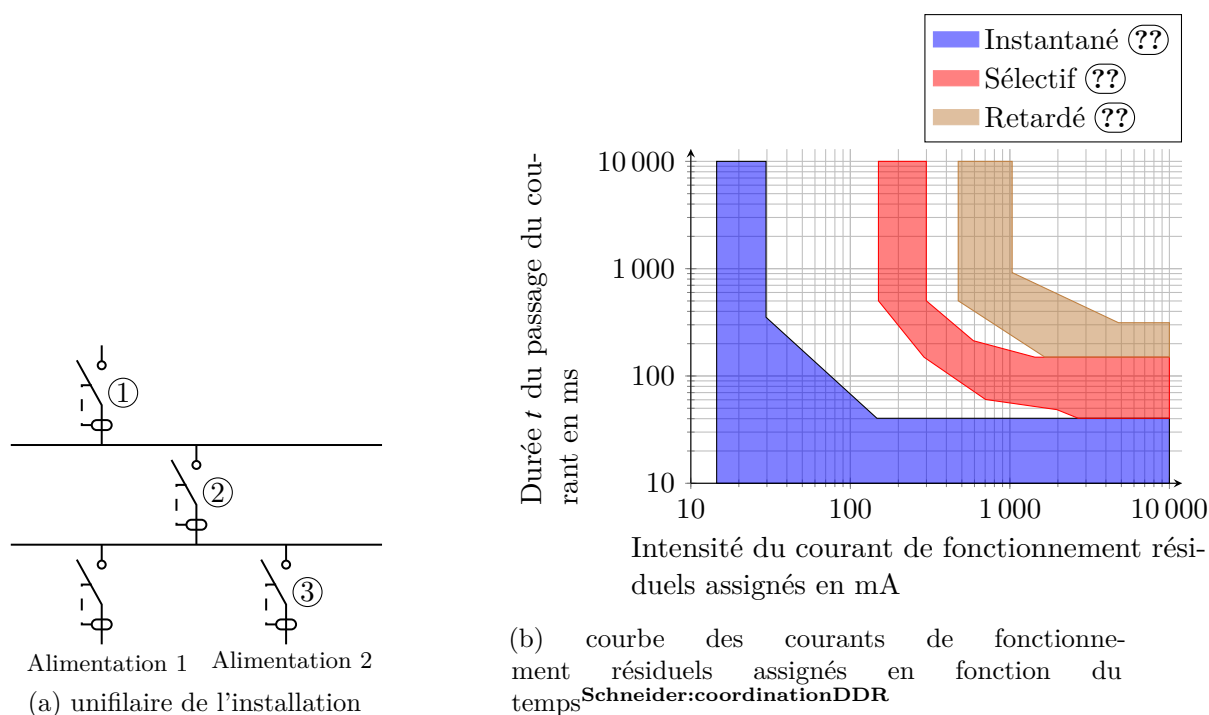 Instantané ??
Sélectif ??
Retardé ??
Durée t du passage du cou-
rant en ms
10 000
1 000
100
10
10
100
1 000
10 000
Intensité du courant de fonctionnement rési-
duels assignés en mA
1
2
3
Alimentation 1
Alimentation 2
(a) unifilaire de l'installation
(b) courbe des courants de fonctionne-
ment résiduels assignés en fonction du
temps Schneider:coordinationDDR